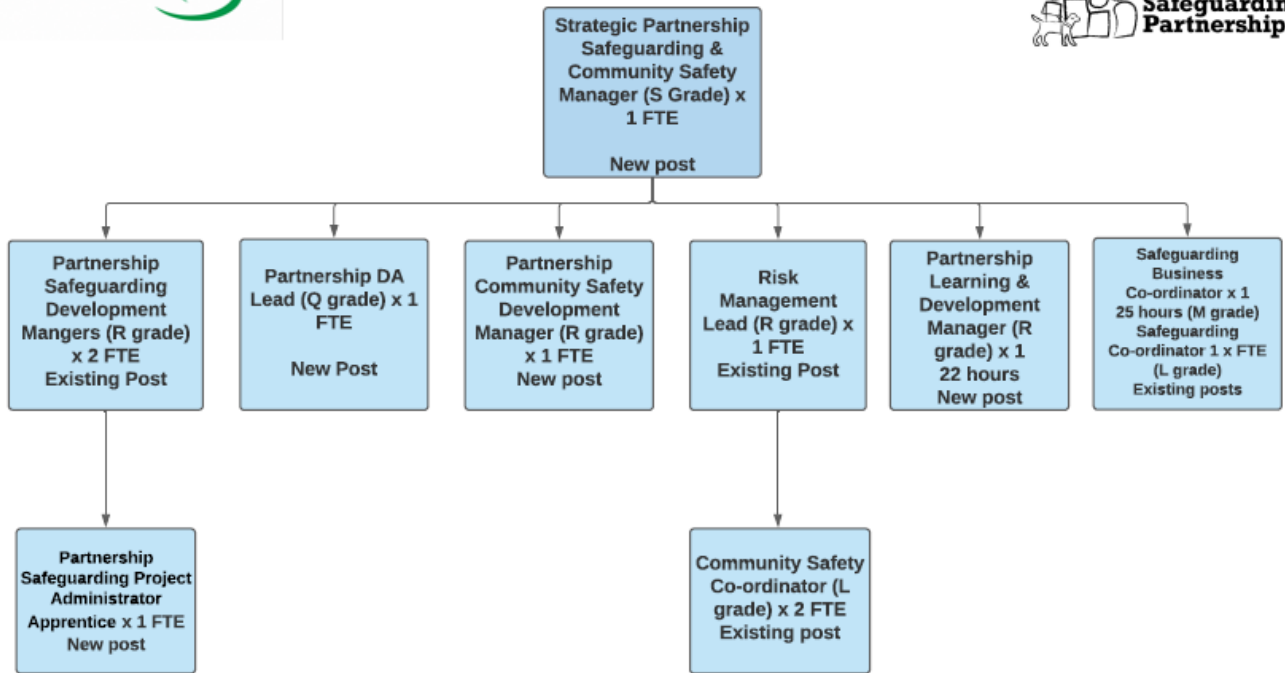 Safeguardin
Partnership
Strategic Partnership
Safeguarding &
Community Safety
Manager (S Grade) x
1 FTE
New post
Partnership
Safeguarding
Development
Mangers (R grade)
x 2 FTE
Existing Post
Partnership DA
Lead (Q grade) x 1
FTE
New Post
Partnership
Community Safety
Development
Manager (R grade)
x 1 FTE
New post
Risk
Management
Lead (R grade) x
1 FTE
Existing Post
Partnership
Learning &
Development
Manager (R
grade) x 1
22 hours
New post
Safeguarding
Business
Co-ordinator x 1
25 hours (M grade)
Safeguarding
Co-ordinator 1 x FTE
(L grade)
Existing posts
Partnership
Safeguarding Project
Administrator
Apprentice x 1 FTE
New post
Community Safety
Co-ordinator (L
grade) x 2 FTE
Existing post